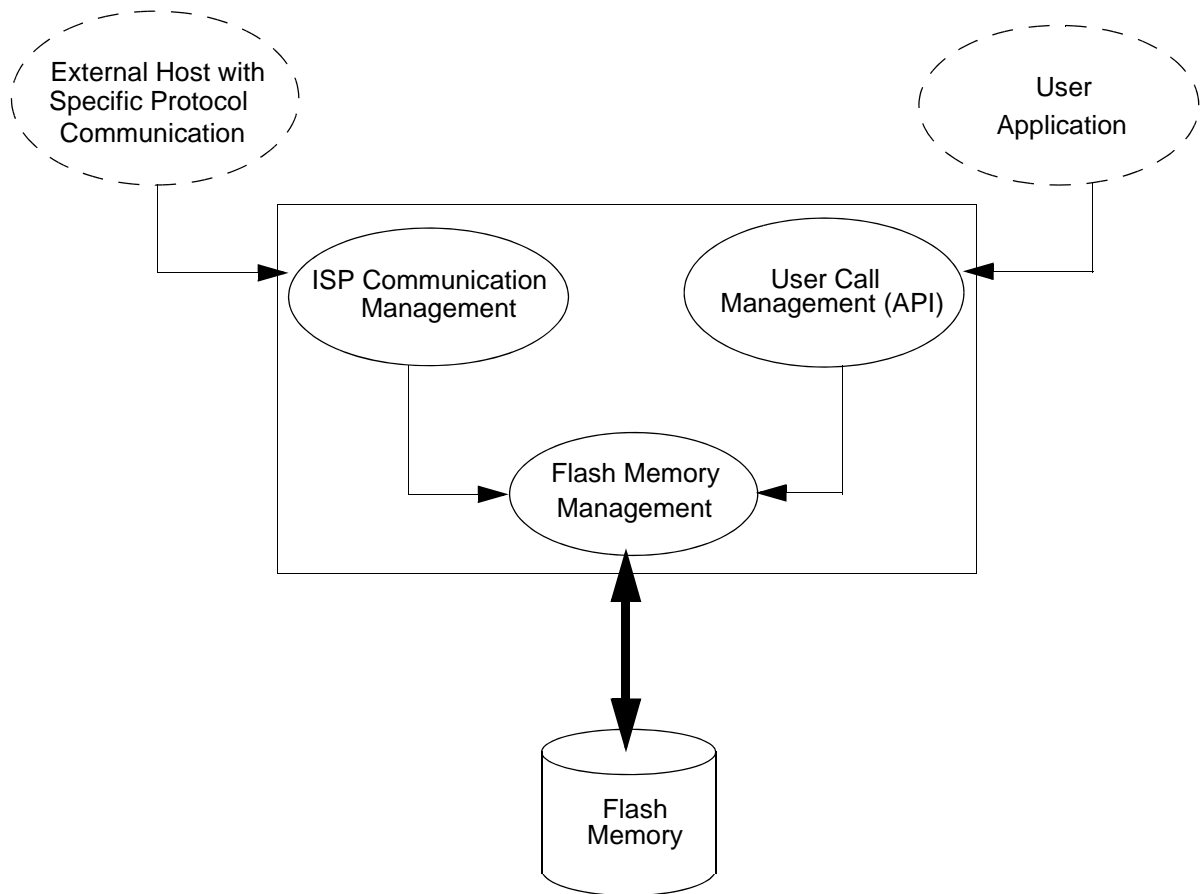 External Host with
Specific Protocol
Communication
User
Application
ISP Communication
Management
User Call
Management (API)
Flash Memory
Management
Flash
Memory